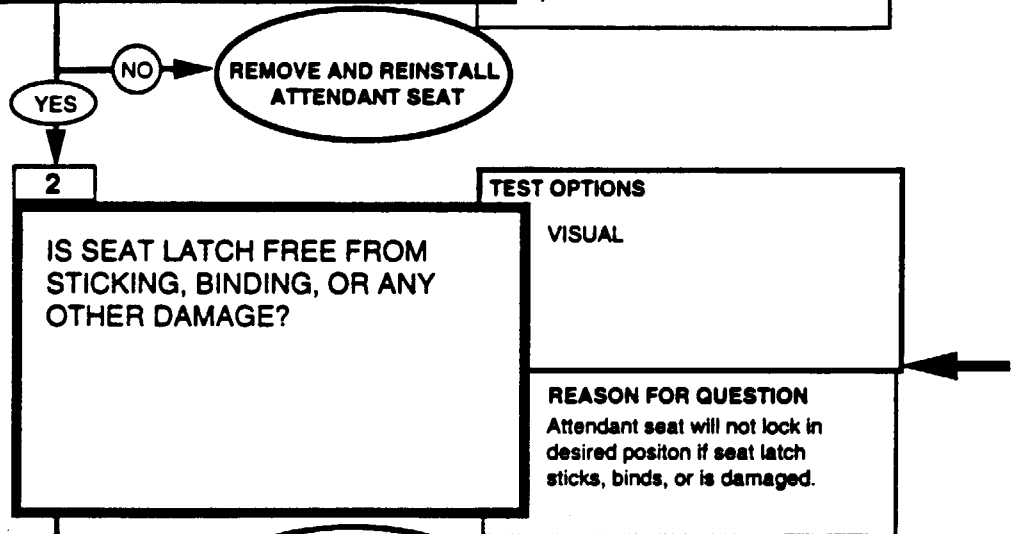 NO
REMOVE AND REINSTALL
ATTENDANT SEAT
YES
2
IS SEAT LATCH FREE FROM
STICKING, BINDING, OR ANY
OTHER DAMAGE?
TEST OPTIONS
VISUAL
REASON FOR QUESTION
Attendant seat will not lock in
desired positon if seat latch
sticks, binds, or is damaged.